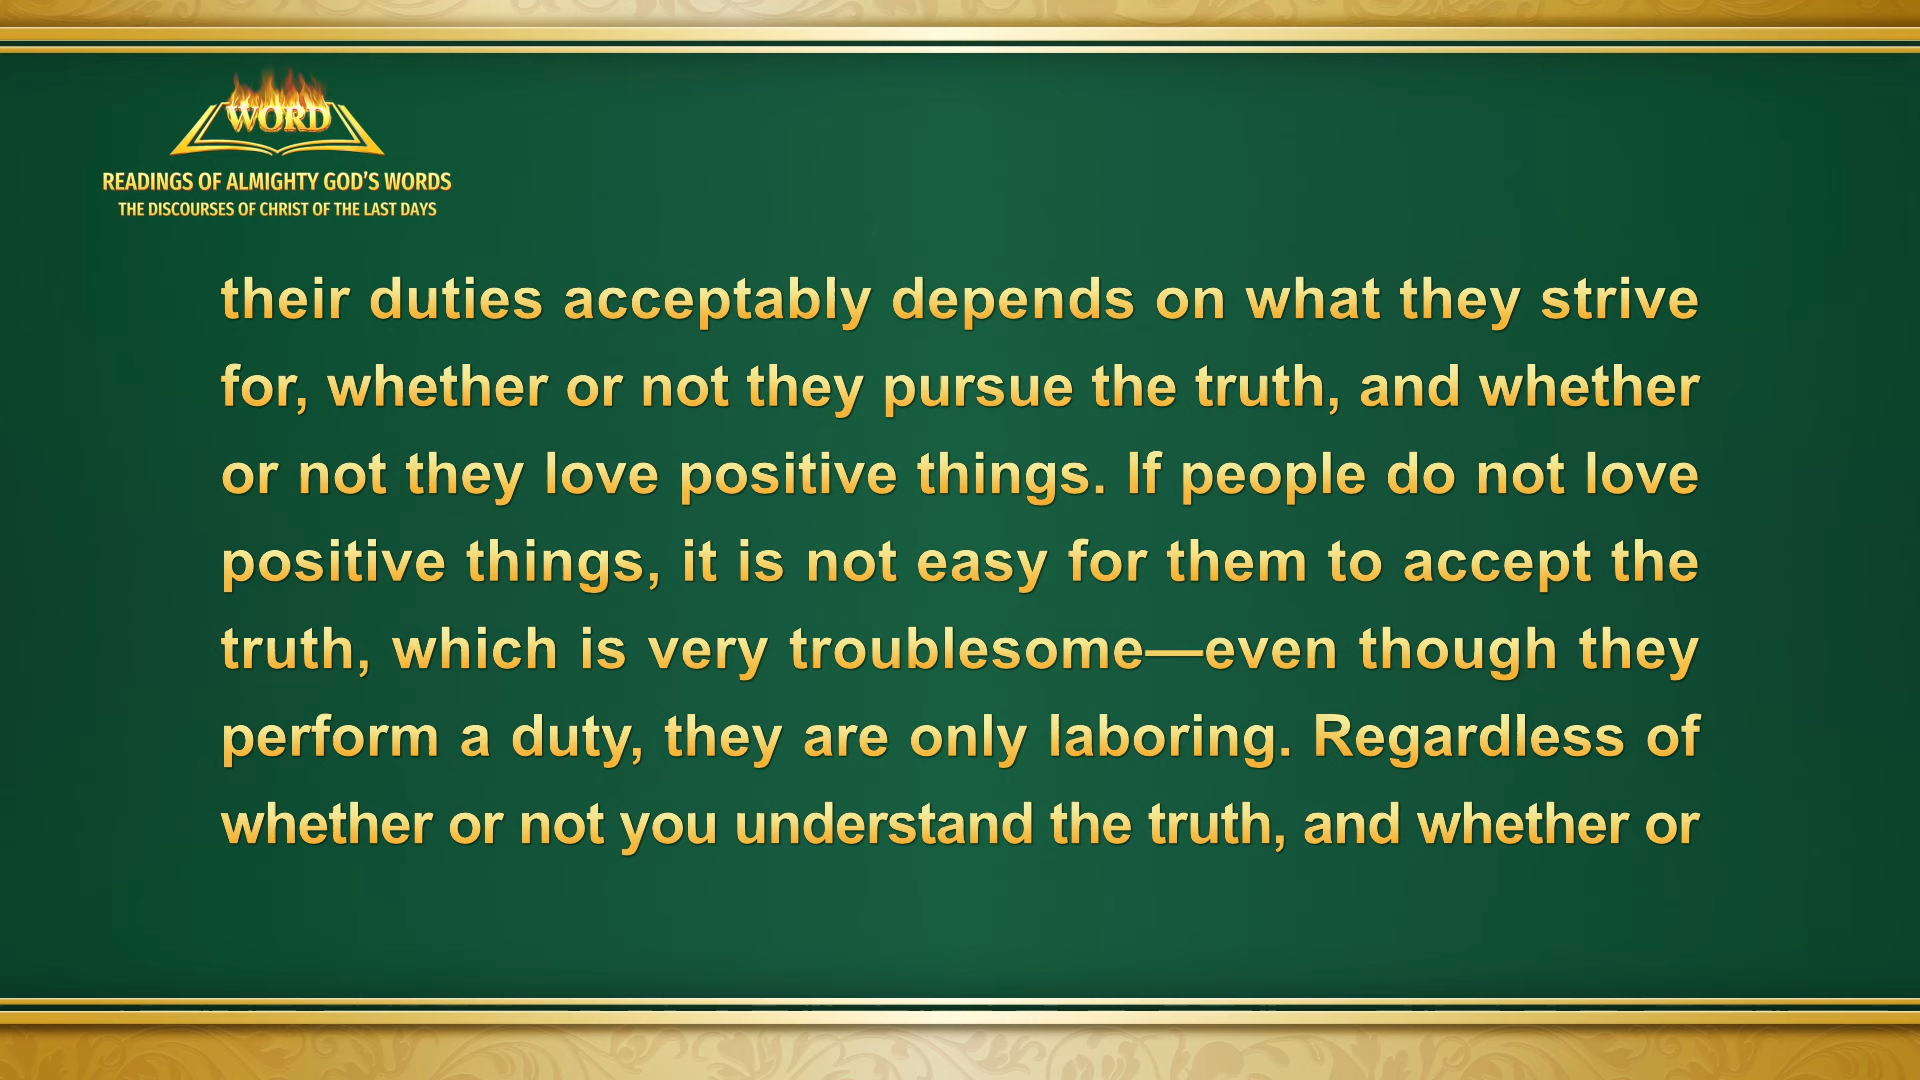 WORD
READINGS OF ALMIGHTY GOD'S WORDS
THE DISCOURSES OF CHRIST OF THE LAST DAYS
their duties acceptably depends on what they strive
for, whether or not they pursue the truth, and whether
or not they love positive things. If people do not love
positive things, it is not easy for them to accept the
truth, which is very troublesome—even though they
perform a duty, they are only laboring. Regardless of
whether or not you understand the truth, and whether or